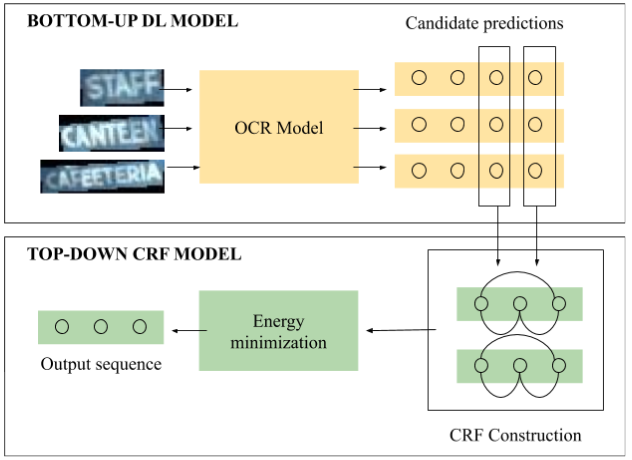 BOTTOM-UP DL MODEL
Candidate predictions
STAFF
CANTEEN
CAFEETERIA
OCR Model
TOP-DOWN CRF MODEL
Energy
minimization
Output sequence
CRF Construction